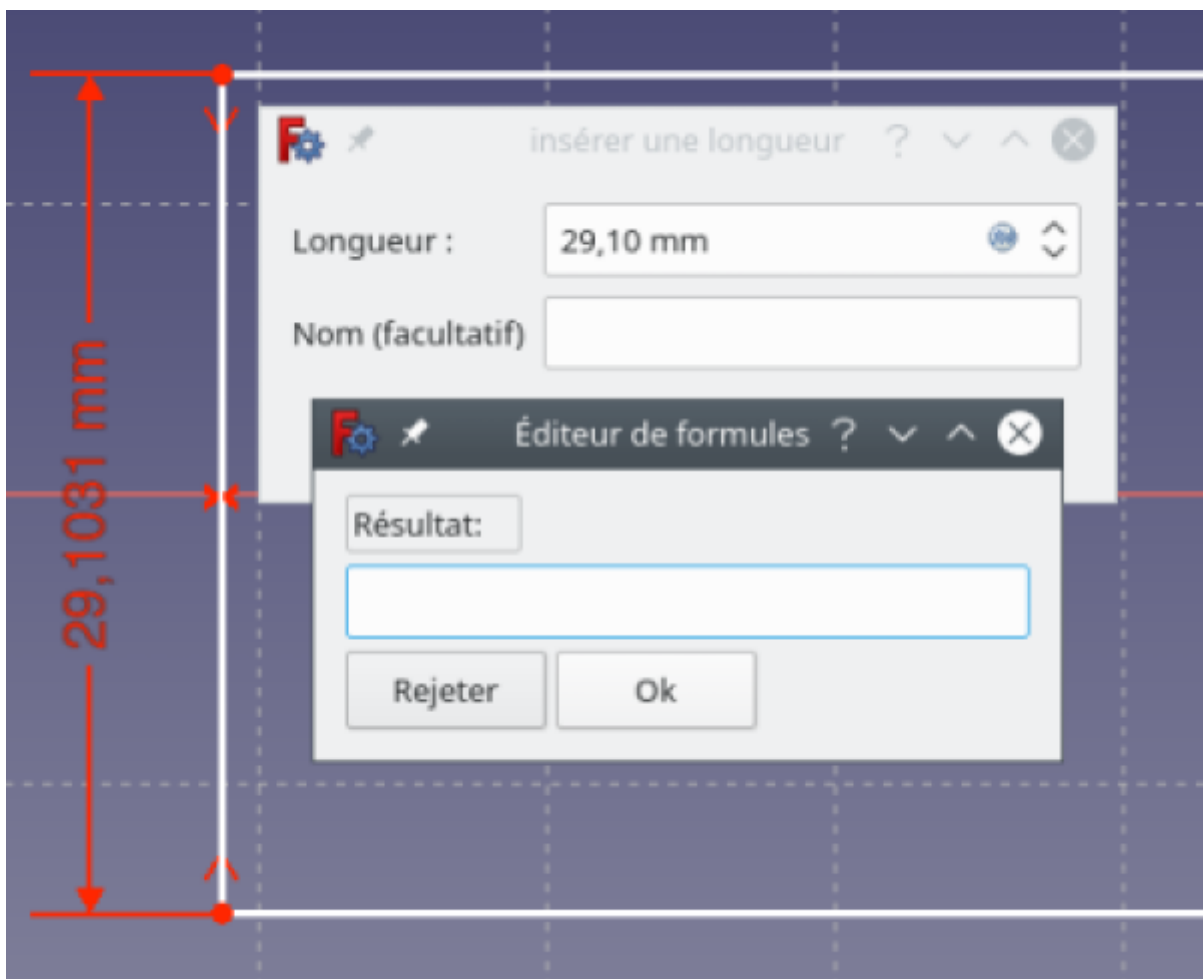 insérer une longueur
Longueur : 29,10 mm
Nom (facultatif)
29,1031 mm
Éditeur de formules
Résultat:
Rejeter Ok